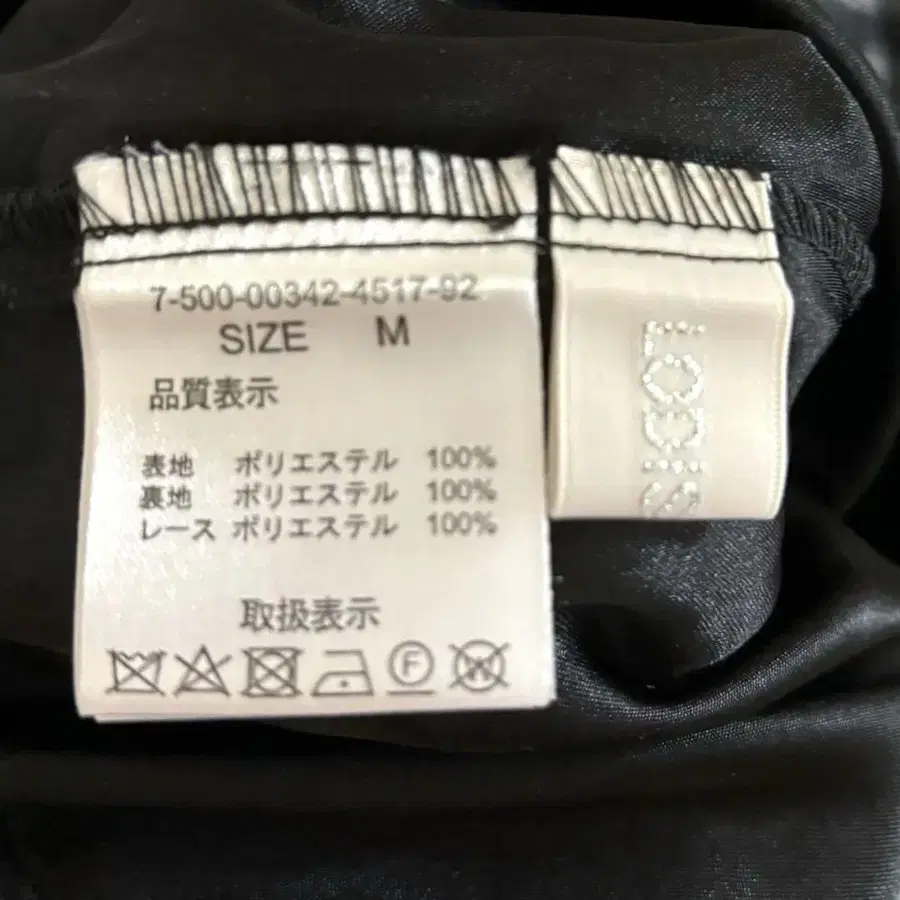 7-500-00342-4517-92
SIZE M
品質表示
表地 ポリエステル 100%
裏地 ポリエステル 100%
レース ポリエステル 100%
取扱表示
F W
LODIS